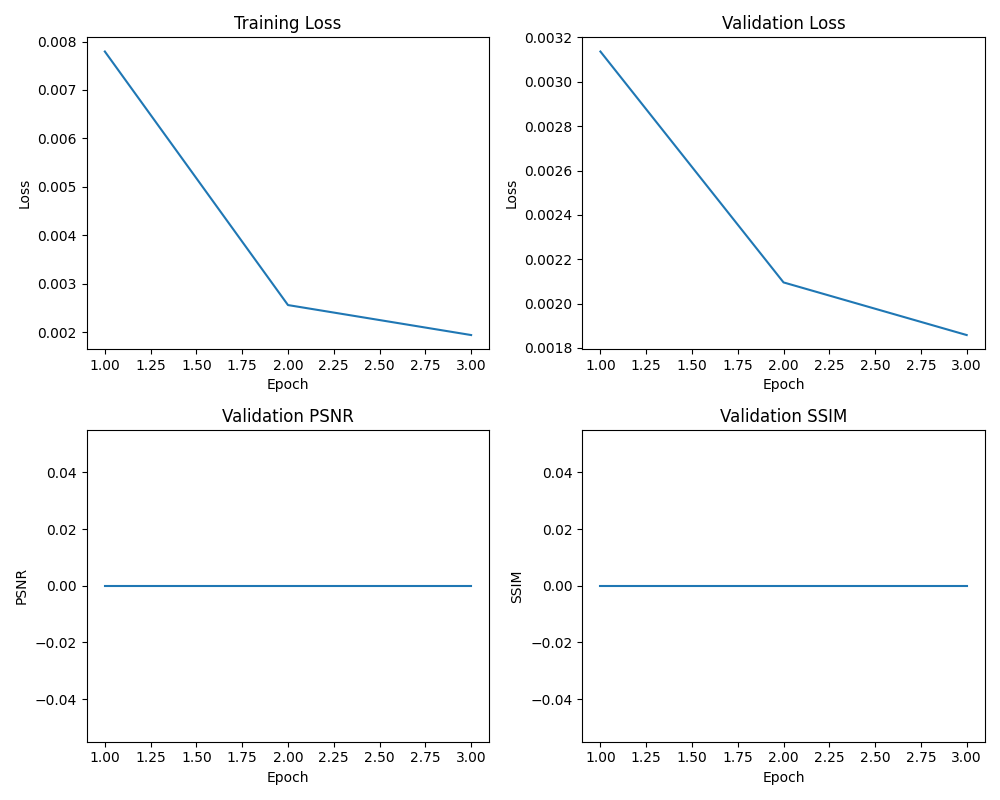 Training Loss
0.008
0.007
0.006
0.005
0.004
0.003
0.002
Loss
1.00 1.25 1.50 1.75 2.00 2.25 2.50 2.75 3.00
Epoch
Validation Loss
0.0032
0.0030
0.0028
0.0026
0.0024
0.0022
0.0020
0.0018
Loss
1.00 1.25 1.50 1.75 2.00 2.25 2.50 2.75 3.00
Epoch
Validation PSNR
0.04
0.02
0.00
−0.02
−0.04
PSNR
1.00 1.25 1.50 1.75 2.00 2.25 2.50 2.75 3.00
Epoch
Validation SSIM
0.04
0.02
0.00
−0.02
−0.04
SSIM
1.00 1.25 1.50 1.75 2.00 2.25 2.50 2.75 3.00
Epoch